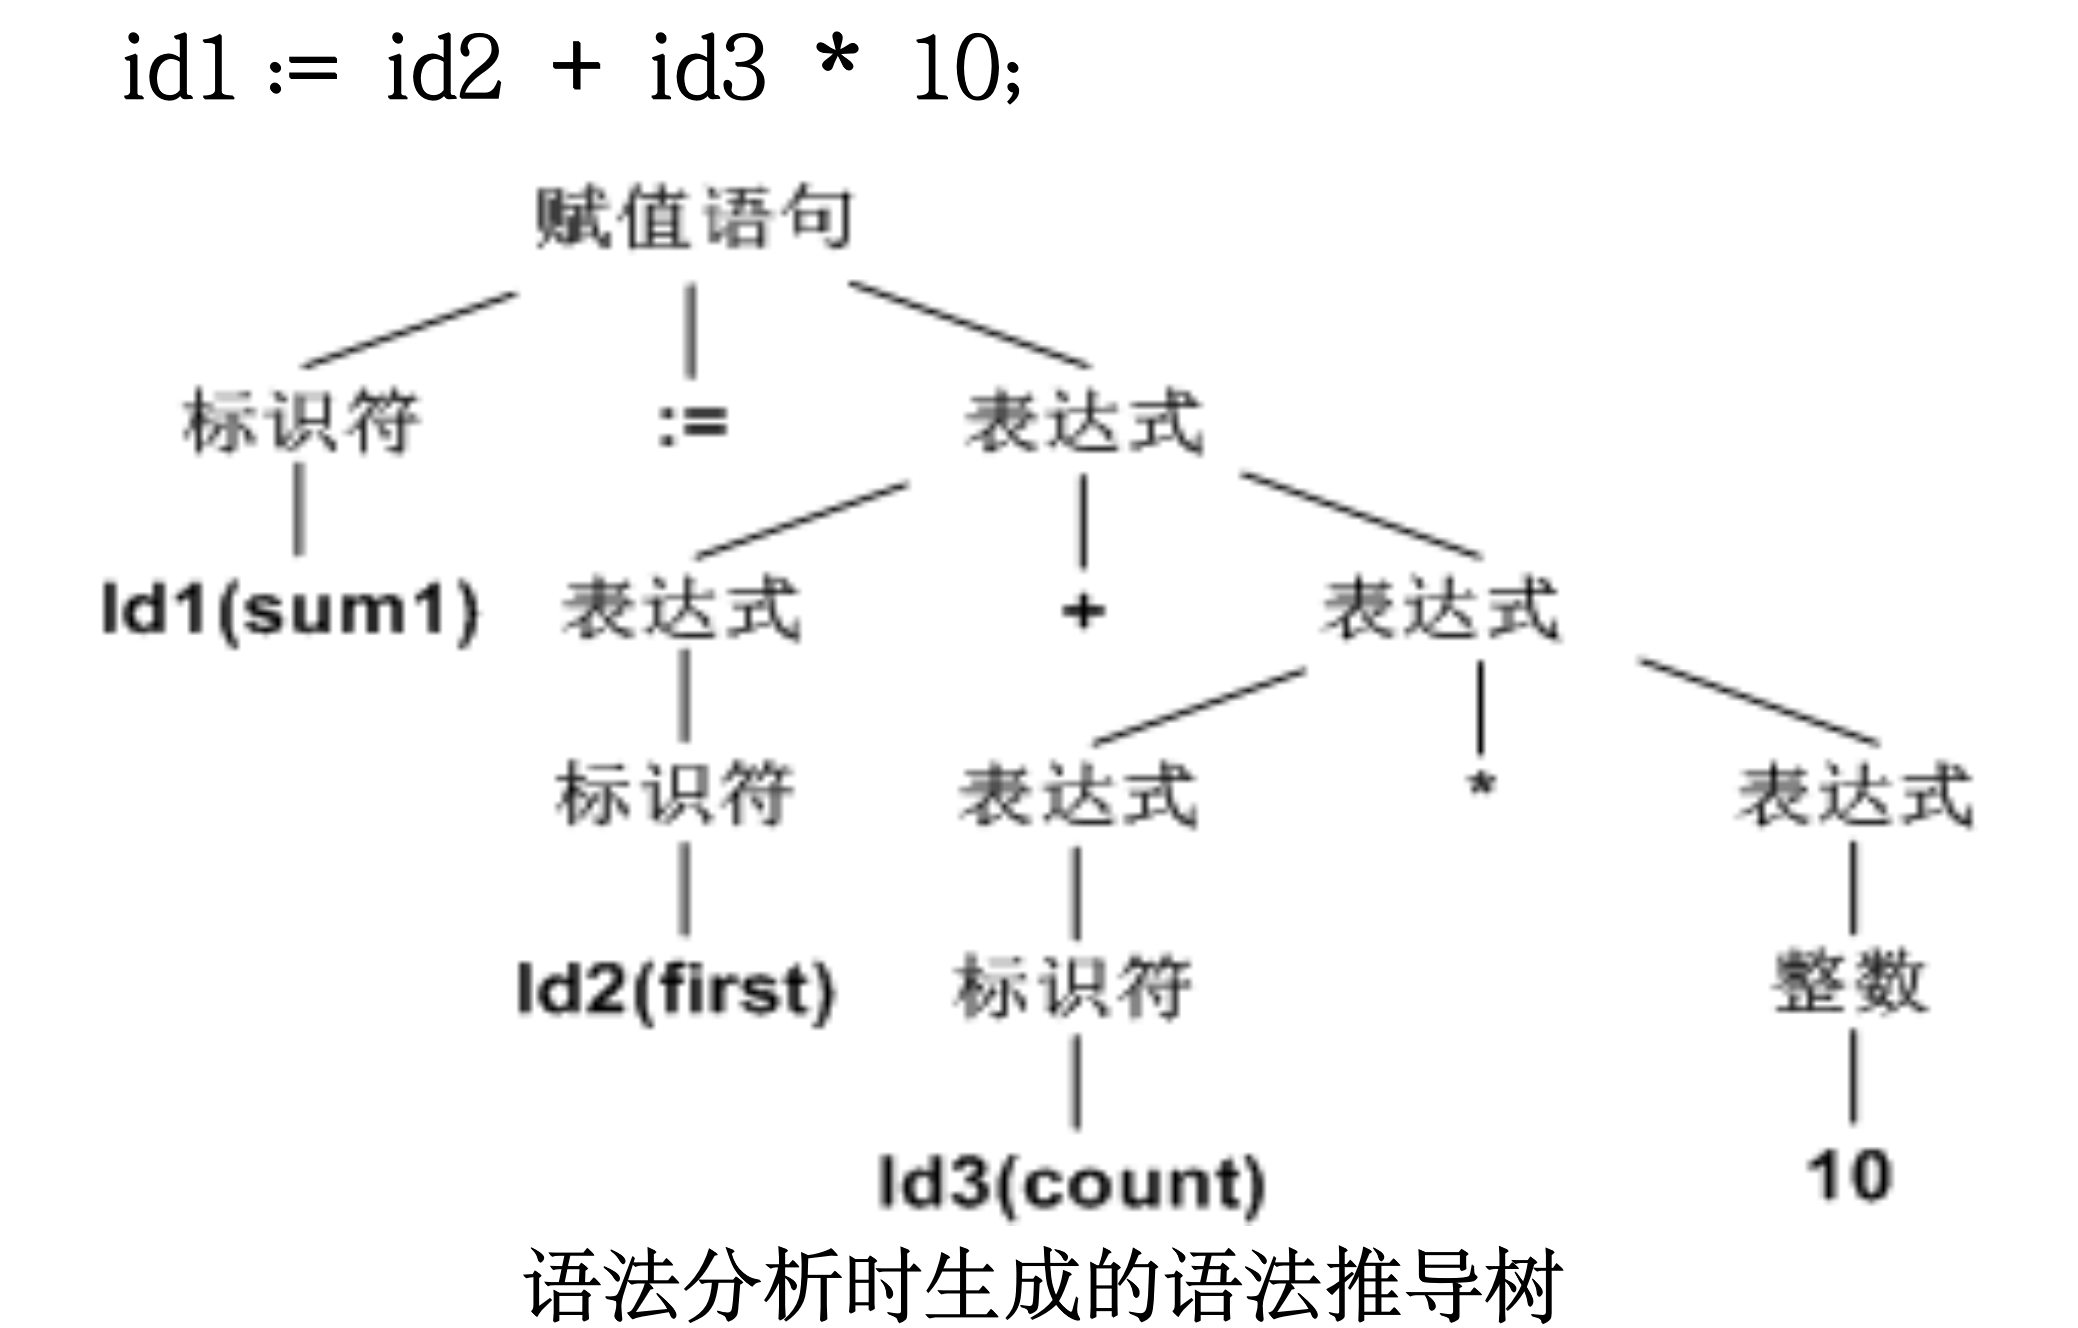 id1 := id2 + id3 * 10;
赋值语句
标识符 := 表达式
Id1(sum1) 表达式 + 表达式
标识符 表达式 * 表达式
Id2(first) 标识符 整数
Id3(count) 10
语法分析时生成的语法推导树